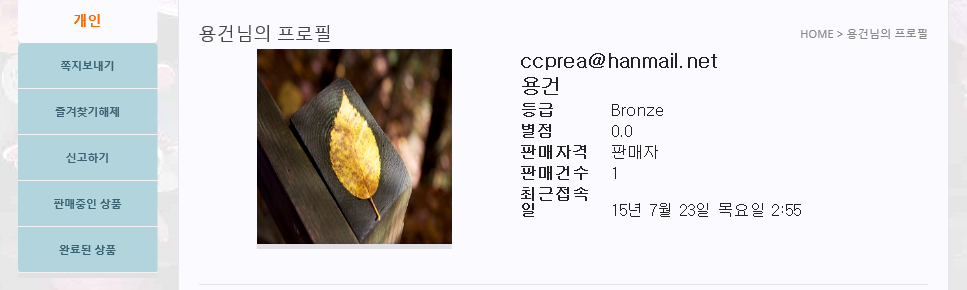 개인
쪽지보내기
즐겨찾기해제
신고하기
판매중인 상품
완료된 상품
용건님의 프로필
HOME > 용건님의 프로필
ccprea@hanmail.net
용건
등급 Bronze
별점 0.0
판매자격 판매자
판매건수 1
최근접속
일 15년 7월 23일 목요일 2:55